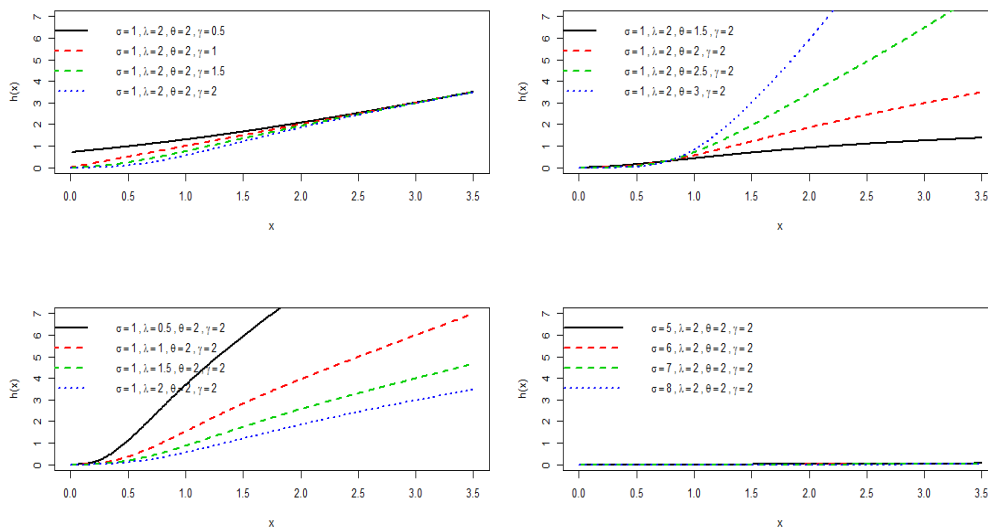 h(x)
7
6
5
4
3
2
1
0
σ=1, λ=2, θ=2, γ=0.5
σ=1, λ=2, θ=2, γ=1
σ=1, λ=2, θ=2, γ=1.5
σ=1, λ=2, θ=2, γ=2
0.0 0.5 1.0 1.5 2.0 2.5 3.0 3.5
x
h(x)
7
6
5
4
3
2
1
0
σ=1, λ=2, θ=1.5, γ=2
σ=1, λ=2, θ=2, γ=2
σ=1, λ=2, θ=2.5, γ=2
σ=1, λ=2, θ=3, γ=2
0.0 0.5 1.0 1.5 2.0 2.5 3.0 3.5
x
h(x)
7
6
5
4
3
2
1
0
σ=1, λ=0.5, θ=2, γ=2
σ=1, λ=1, θ=2, γ=2
σ=1, λ=1.5, θ=2, γ=2
σ=1, λ=2, θ=2, γ=2
0.0 0.5 1.0 1.5 2.0 2.5 3.0 3.5
x
h(x)
7
6
5
4
3
2
1
0
σ=5, λ=2, θ=2, γ=2
σ=6, λ=2, θ=2, γ=2
σ=7, λ=2, θ=2, γ=2
σ=8, λ=2, θ=2, γ=2
0.0 0.5 1.0 1.5 2.0 2.5 3.0 3.5
x